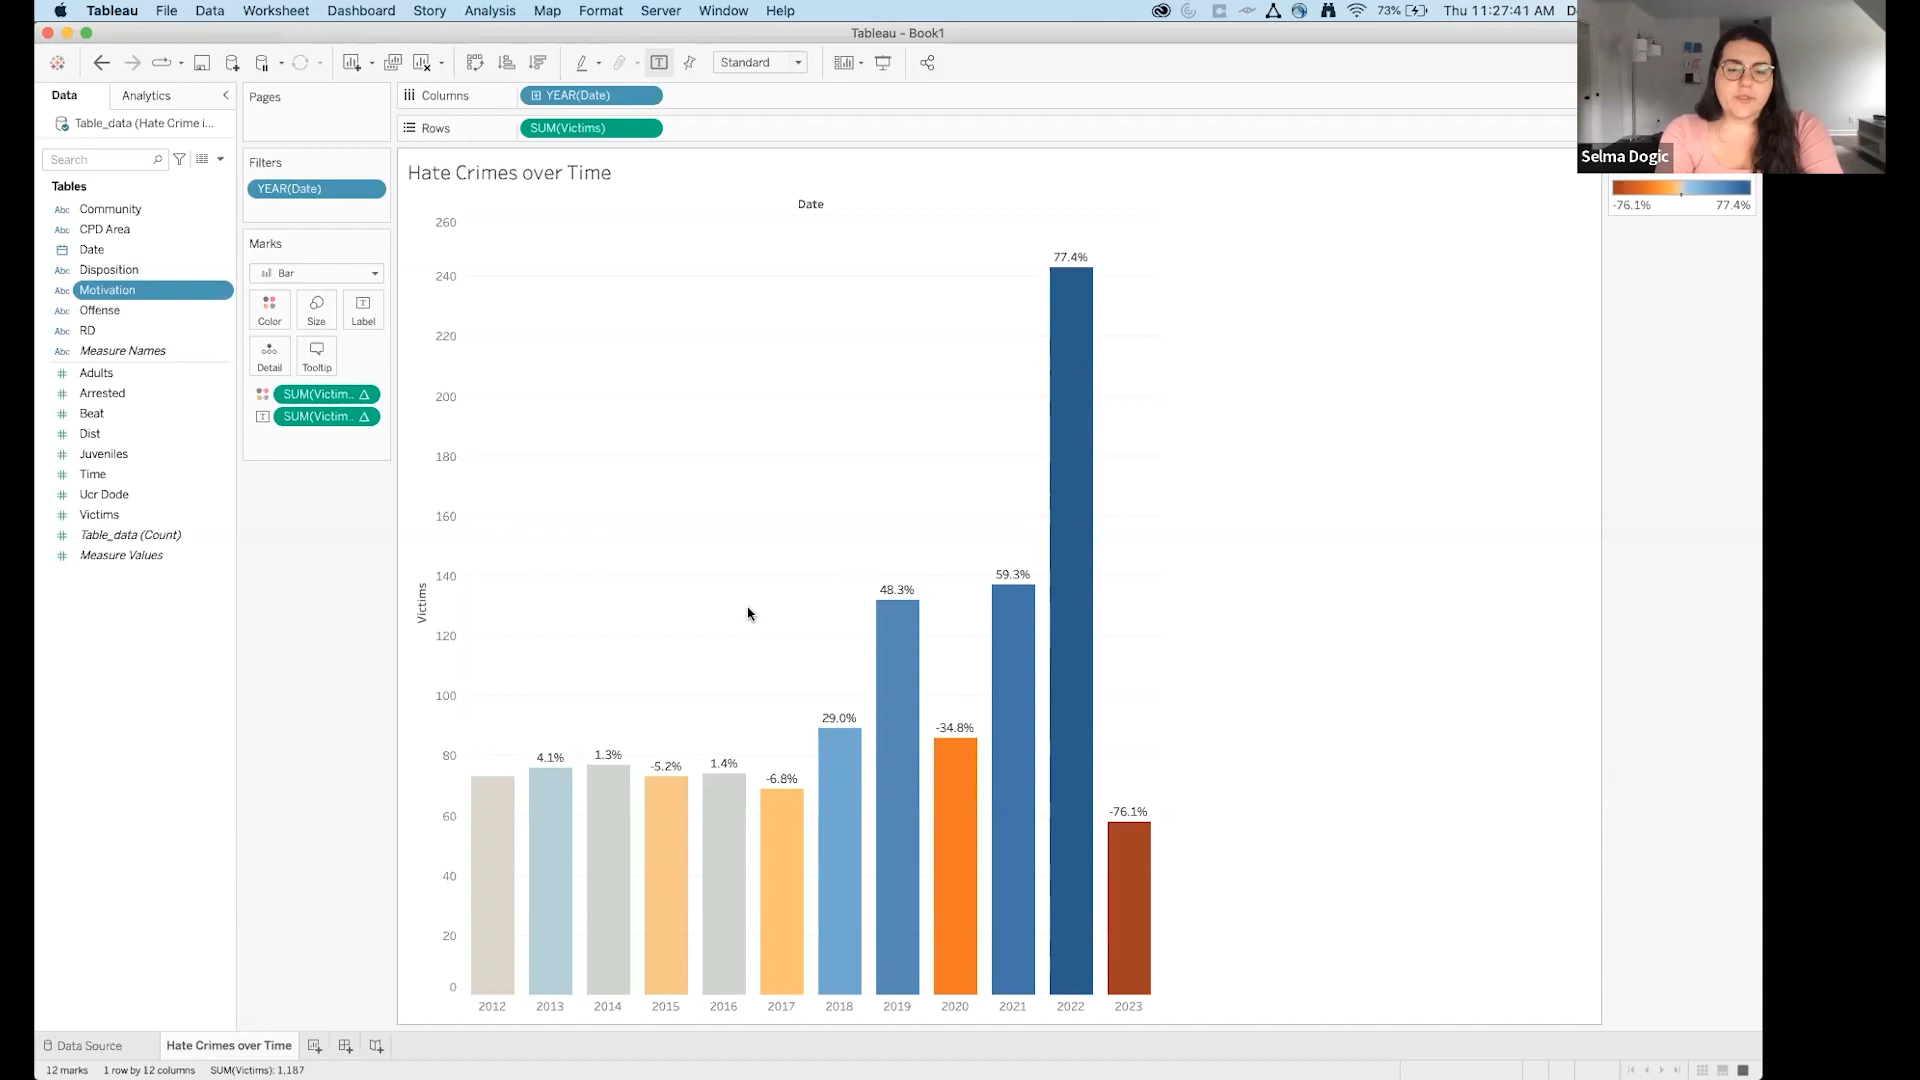 Tableau File Data Worksheet Dashboard Story Analysis Map Format Server Window Help 73% Thu 11:27:41 AM
Tableau - Book1
Standard
Data Analytics
Table_data (Hate Crime i...
Search
Tables
Abc Community
Abc CPD Area
Date
Abc Disposition
Abc Motivation
Abc Offense
Abc RD
Abc Measure Names
# Adults
# Arrested
# Beat
# Dist
# Juveniles
# Time
# Ucr Dode
# Victims
# Table_data (Count)
# Measure Values
Pages
Filters
YEAR(Date)
Marks
Bar
Color Size Label
Detail Tooltip
SUM(Victim.. △
SUM(Victim.. △
Columns YEAR(Date)
Rows SUM(Victims)
Hate Crimes over Time
Date
260
240
220
200
180
160
140
120
100
80
60
40
20
0
Victims
4.1%
1.3%
-5.2%
1.4%
-6.8%
29.0%
48.3%
-34.8%
59.3%
77.4%
-76.1%
2012 2013 2014 2015 2016 2017 2018 2019 2020 2021 2022 2023
Selma Dogic
-76.1% 77.4%
Data Source Hate Crimes over Time
12 marks 1 row by 12 columns SUM(Victims): 1,187